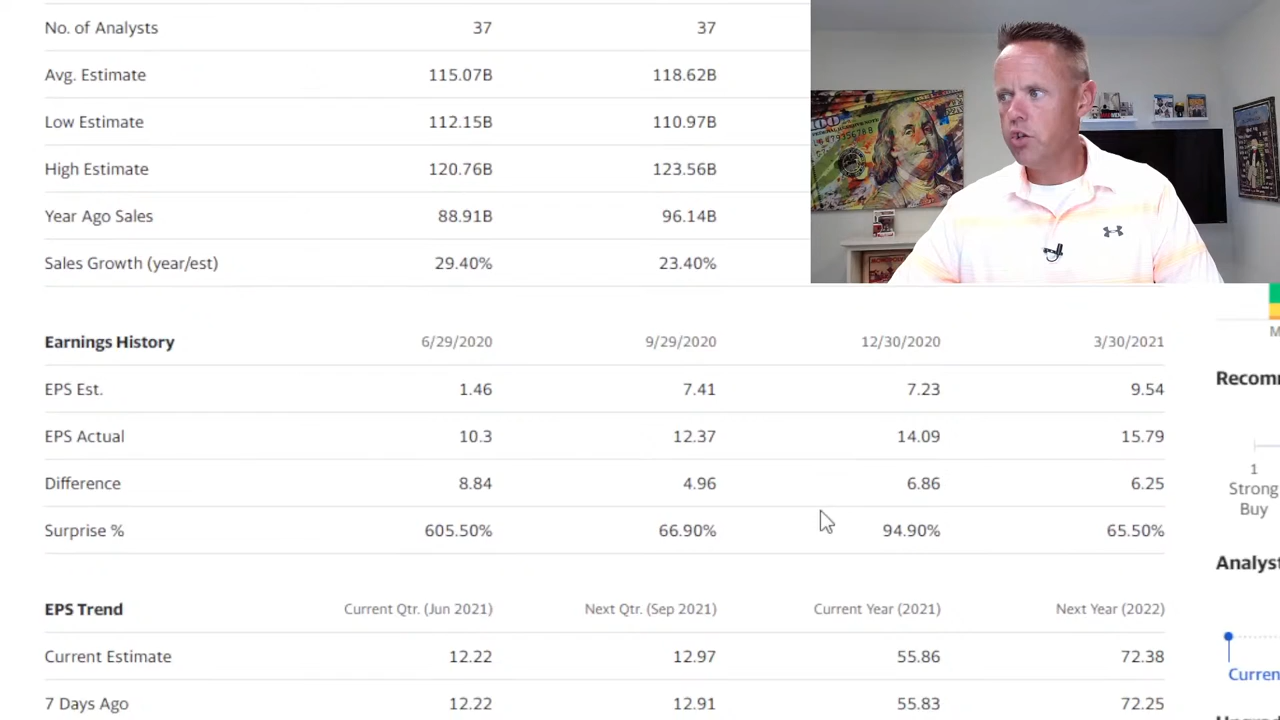 No. of Analysts 37 37
Avg. Estimate 115.07B 118.62B
Low Estimate 112.15B 110.97B
High Estimate 120.76B 123.56B
Year Ago Sales 88.91B 96.14B
Sales Growth (year/est) 29.40% 23.40%
Earnings History 6/29/2020 9/29/2020 12/30/2020 3/30/2021
EPS Est. 1.46 7.41 7.23 9.54
EPS Actual 10.3 12.37 14.09 15.79
Difference 8.84 4.96 6.86 6.25
Surprise % 605.50% 66.90% 94.90% 65.50%
EPS Trend Current Qtr. (Jun 2021) Next Qtr. (Sep 2021) Current Year (2021) Next Year (2022)
Current Estimate 12.22 12.97 55.86 72.38
7 Days Ago 12.22 12.91 55.83 72.25
M
Recom
1
Strong
Buy
Analyst
Curren